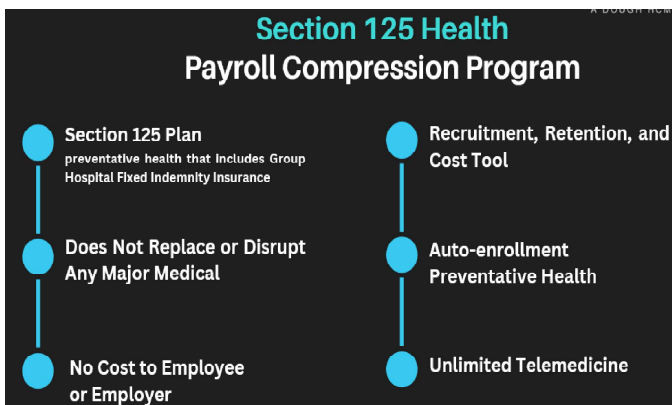 A DOUGH HCM
Section 125 Health
Payroll Compression Program
Section 125 Plan
preventative health that includes Group
Hospital Fixed Indemnity Insurance
Does Not Replace or Disrupt
Any Major Medical
No Cost to Employee
or Employer
Recruitment, Retention, and
Cost Tool
Auto-enrollment
Preventative Health
Unlimited Telemedicine